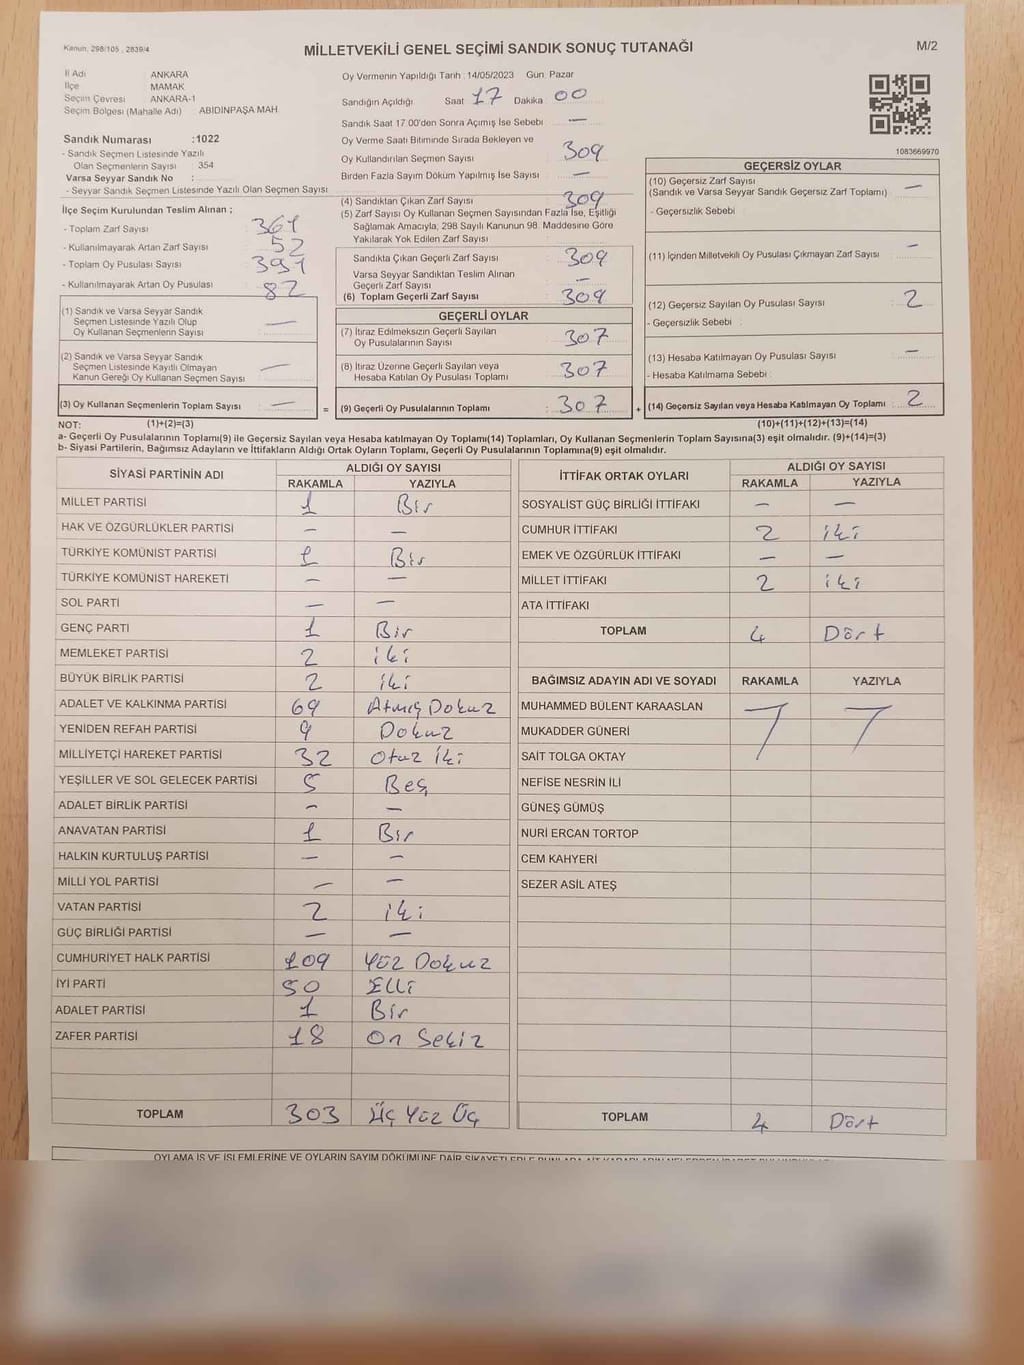 Kanun, 298/105 , 2839/4
MİLLETVEKİLİ GENEL SEÇİMİ SANDIK SONUÇ TUTANAĞI
M/2
İl Adı ANKARA
İlçe MAMAK
Seçim Çevresi ANKARA-1
Seçim Bölgesi (Mahalle Adı) : ABİDİNPAŞA MAH.
Sandık Numarası :1022
- Sandık Seçmen Listesinde Yazılı
Olan Seçmenlerin Sayısı : 354
Varsa Seyyar Sandık No :
- Seyyar Sandık Seçmen Listesinde Yazılı Olan Seçmen Sayısı
İlçe Seçim Kurulundan Teslim Alınan ;
- Toplam Zarf Sayısı 361
- Kullanılmayarak Artan Zarf Sayısı 52
- Toplam Oy Pusulası Sayısı 391
- Kullanılmayarak Artan Oy Pusulası 82
(1) Sandık ve Varsa Seyyar Sandık
Seçmen Listesinde Yazılı Olup
Oy Kullanan Seçmenlerin Sayısı —
(2) Sandık ve Varsa Seyyar Sandık
Seçmen Listesinde Kayıtlı Olmayan
Kanun Gereği Oy Kullanan Seçmen Sayısı —
(3) Oy Kullanan Seçmenlerin Toplam Sayısı : —
Oy Vermenin Yapıldığı Tarih : 14/05/2023 Gün Pazar
Sandığın Açıldığı Saat 17 Dakika 00
Sandık Saat 17:00'den Sonra Açımış İse Sebebi —
Oy Verme Saati Bitiminde Sırada Bekleyen ve
Oy Kullandırılan Seçmen Sayısı 309
Birden Fazla Sayım Döküm Yapılmış İse Sayısı —
(4) Sandıktan Çıkan Zarf Sayısı 309
(5) Zarf Sayısı Oy Kullanan Seçmen Sayısından Fazla İse, Eşitliği
Sağlamak Amacıyla, 298 Sayılı Kanunun 98. Maddesine Göre
Yakılarak Yok Edilen Zarf Sayısı
Sandıkta Çıkan Geçerli Zarf Sayısı 309
Varsa Seyyar Sandıktan Teslim Alınan
Geçerli Zarf Sayısı —
(6) Toplam Geçerli Zarf Sayısı 309
GEÇERLİ OYLAR
(7) İtiraz Edilmeksizin Geçerli Sayılan
Oy Pusulalarının Sayısı 307
(8) İtiraz Üzerine Geçerli Sayılan veya
Hesaba Katılan Oy Pusulası Toplamı 307
= (9) Geçerli Oy Pusulalarının Toplamı : 307
1083669970
GEÇERSİZ OYLAR
(10) Geçersiz Zarf Sayısı
(Sandık ve Varsa Seyyar Sandık Geçersiz Zarf Toplamı) —
- Geçersizlik Sebebi
(11) İçinden Milletvekili Oy Pusulası Çıkmayan Zarf Sayısı —
(12) Geçersiz Sayılan Oy Pusulası Sayısı 2
- Geçersizlik Sebebi :
(13) Hesaba Katılmayan Oy Pusulası Sayısı —
- Hesaba Katılmama Sebebi
+ (14) Geçersiz Sayılan veya Hesaba Katılmayan Oy Toplamı 2
NOT: (1)+(2)=(3) (10)+(11)+(12)+(13)=(14)
a- Geçerli Oy Pusulalarının Toplamı(9) ile Geçersiz Sayılan veya Hesaba katılmayan Oy Toplamı(14) Toplamları, Oy Kullanan Seçmenlerin Toplam Sayısına(3) eşit olmalıdır. (9)+(14)=(3)
b- Siyasi Partilerin, Bağımsız Adayların ve İttifakların Aldığı Oyların Toplamı, Geçerli Oy Pusulalarının Toplamına(9) eşit olmalıdır.
SİYASİ PARTİNİN ADI ALDIĞI OY SAYISI
RAKAMLA YAZIYLA
MİLLET PARTİSİ 1 Bir
HAK VE ÖZGÜRLÜKLER PARTİSİ — —
TÜRKİYE KOMÜNİST PARTİSİ 1 Bir
TÜRKİYE KOMÜNİST HAREKETİ — —
SOL PARTİ — —
GENÇ PARTİ 1 Bir
MEMLEKET PARTİSİ 2 iki
BÜYÜK BİRLİK PARTİSİ 2 iki
ADALET VE KALKINMA PARTİSİ 69 Atmış Dokuz
YENİDEN REFAH PARTİSİ 9 Dokuz
MİLLİYETÇİ HAREKET PARTİSİ 32 Otuz İki
YEŞİLLER VE SOL GELECEK PARTİSİ 5 Beş
ADALET BİRLİK PARTİSİ — —
ANAVATAN PARTİSİ 1 Bir
HALKIN KURTULUŞ PARTİSİ — —
MİLLİ YOL PARTİSİ — —
VATAN PARTİSİ 2 iki
GÜÇ BİRLİĞİ PARTİSİ — —
CUMHURİYET HALK PARTİSİ 109 Yüz Dokuz
İYİ PARTİ 50 Elli
ADALET PARTİSİ 1 Bir
ZAFER PARTİSİ 18 On Sekiz
TOPLAM 303 Üç Yüz Üç
İTTİFAK ORTAK OYLARI ALDIĞI OY SAYISI
RAKAMLA YAZIYLA
SOSYALİST GÜÇ BİRLİĞİ İTTİFAKI — —
CUMHUR İTTİFAKI 2 iki
EMEK VE ÖZGÜRLÜK İTTİFAKI — —
MİLLET İTTİFAKI 2 iki
ATA İTTİFAKI
TOPLAM 4 Dört
BAĞIMSIZ ADAYIN ADI VE SOYADI RAKAMLA YAZIYLA
MUHAMMED BÜLENT KARAASLAN
MUKADDER GÜNERİ
SAİT TOLGA OKTAY
NEFİSE NESRİN İLİ
GÜNEŞ GÜMÜŞ
NURİ ERCAN TORTOP
CEM KAHYERİ
SEZER ASİL ATEŞ
TOPLAM 4 Dört
OYLAMA İŞ VE İŞLEMLERİNE VE OYLARIN SAYIM DÖKÜMÜNE DAİR ŞİKAYETLERLE